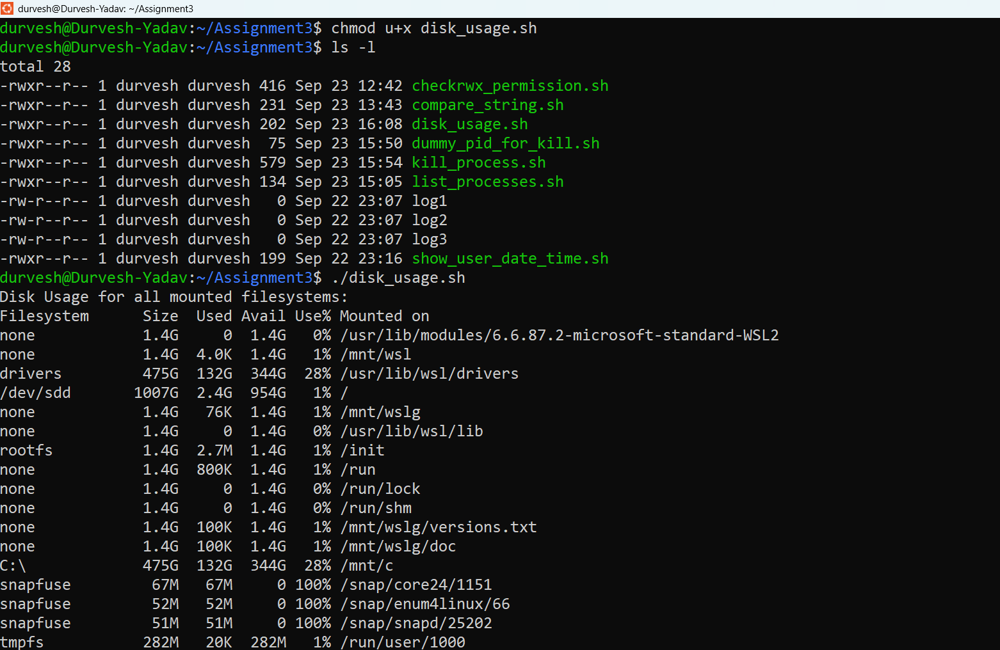 durvesh@Durvesh-Yadav: ~/Assignment3
durvesh@Durvesh-Yadav:~/Assignment3$ chmod u+x disk_usage.sh
durvesh@Durvesh-Yadav:~/Assignment3$ ls -l
total 28
-rwxr--r-- 1 durvesh durvesh 416 Sep 23 12:42 checkrwx_permission.sh
-rwxr--r-- 1 durvesh durvesh 231 Sep 23 13:43 compare_string.sh
-rwxr--r-- 1 durvesh durvesh 202 Sep 23 16:08 disk_usage.sh
-rwxr--r-- 1 durvesh durvesh  75 Sep 23 15:50 dummy_pid_for_kill.sh
-rwxr--r-- 1 durvesh durvesh 579 Sep 23 15:54 kill_process.sh
-rwxr--r-- 1 durvesh durvesh 134 Sep 23 15:05 list_processes.sh
-rw-r--r-- 1 durvesh durvesh   0 Sep 22 23:07 log1
-rw-r--r-- 1 durvesh durvesh   0 Sep 22 23:07 log2
-rw-r--r-- 1 durvesh durvesh   0 Sep 22 23:07 log3
-rwxr--r-- 1 durvesh durvesh 199 Sep 22 23:16 show_user_date_time.sh
durvesh@Durvesh-Yadav:~/Assignment3$ ./disk_usage.sh
Disk Usage for all mounted filesystems:
Filesystem      Size  Used Avail Use% Mounted on
none            1.4G     0  1.4G   0% /usr/lib/modules/6.6.87.2-microsoft-standard-WSL2
none            1.4G  4.0K  1.4G   1% /mnt/wsl
drivers         475G  132G  344G  28% /usr/lib/wsl/drivers
/dev/sdd       1007G  2.4G  954G   1% /
none            1.4G   76K  1.4G   1% /mnt/wslg
none            1.4G     0  1.4G   0% /usr/lib/wsl/lib
rootfs          1.4G  2.7M  1.4G   1% /init
none            1.4G  800K  1.4G   1% /run
none            1.4G     0  1.4G   0% /run/lock
none            1.4G     0  1.4G   0% /run/shm
none            1.4G  100K  1.4G   1% /mnt/wslg/versions.txt
none            1.4G  100K  1.4G   1% /mnt/wslg/doc
C:\             475G  132G  344G  28% /mnt/c
snapfuse         67M   67M     0 100% /snap/core24/1151
snapfuse         52M   52M     0 100% /snap/enum4linux/66
snapfuse         51M   51M     0 100% /snap/snapd/25202
tmpfs           282M   20K  282M   1% /run/user/1000